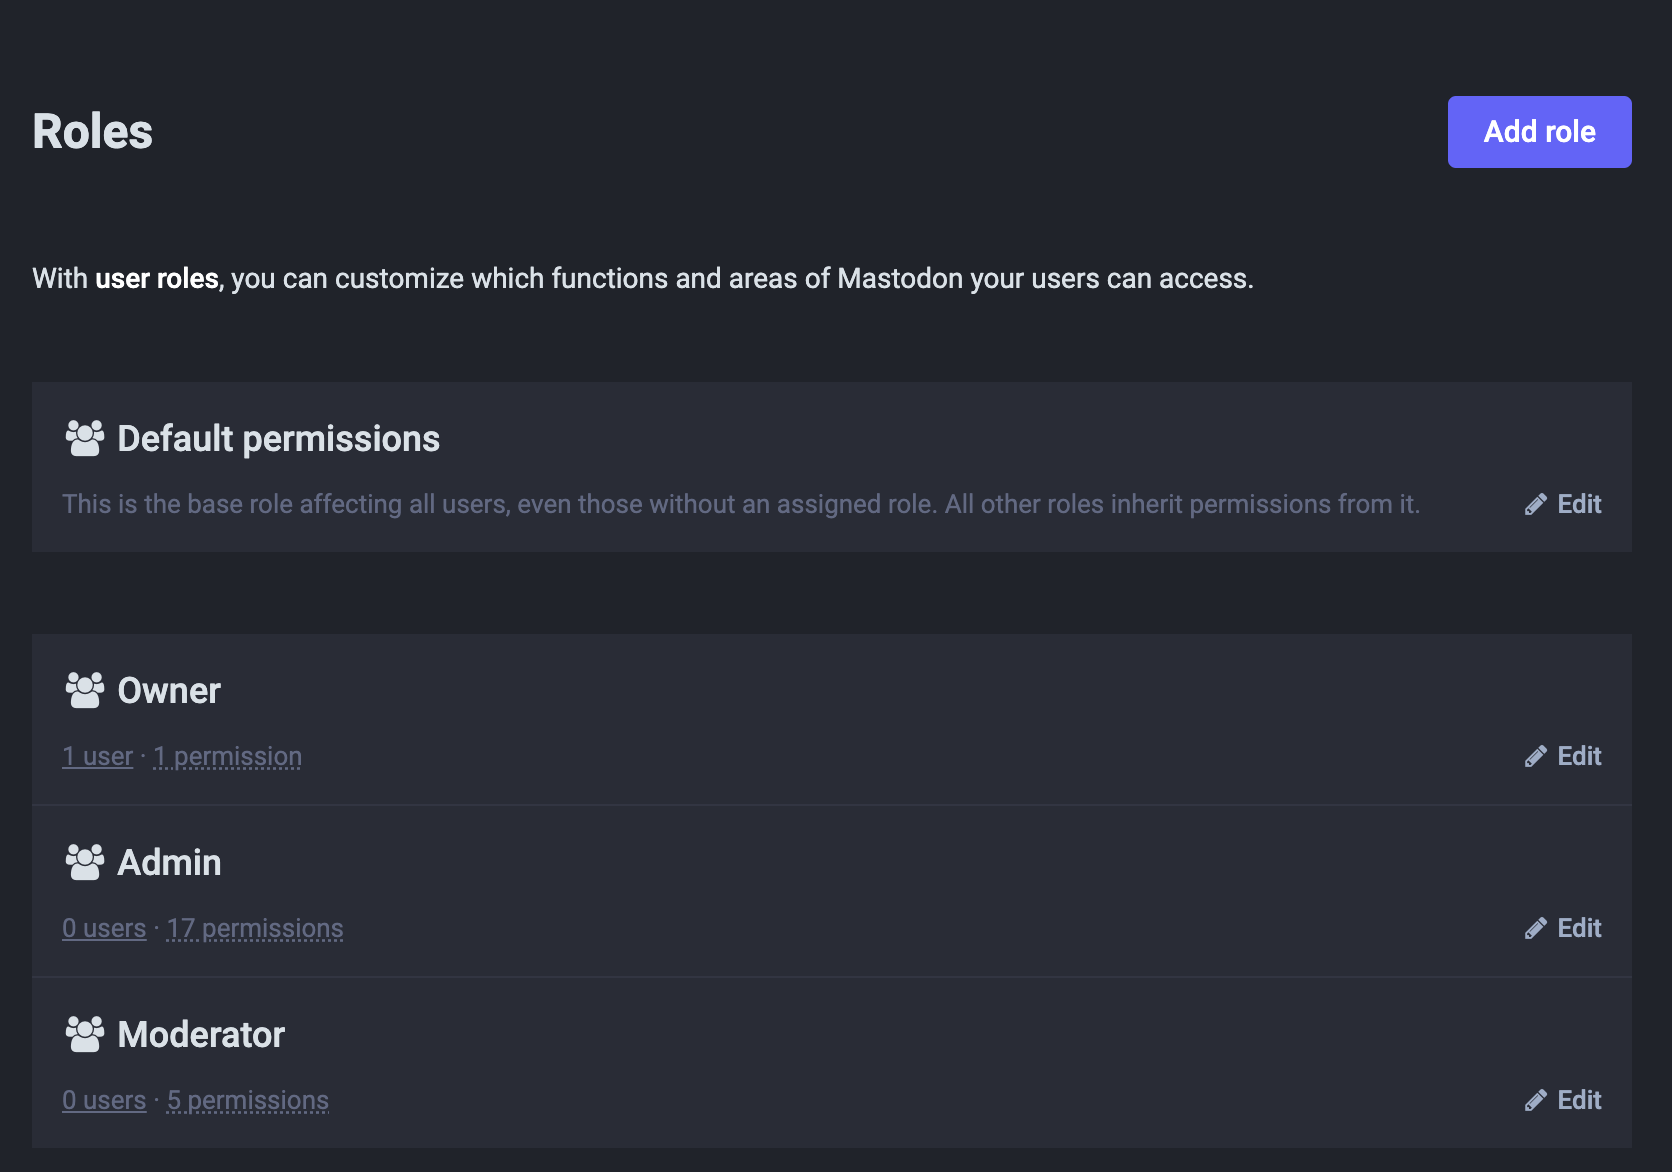 Roles
Add role
With user roles, you can customize which functions and areas of Mastodon your users can access.
Default permissions
This is the base role affecting all users, even those without an assigned role. All other roles inherit permissions from it.
Edit
Owner
1 user · 1 permission
Edit
Admin
0 users · 17 permissions
Edit
Moderator
0 users · 5 permissions
Edit